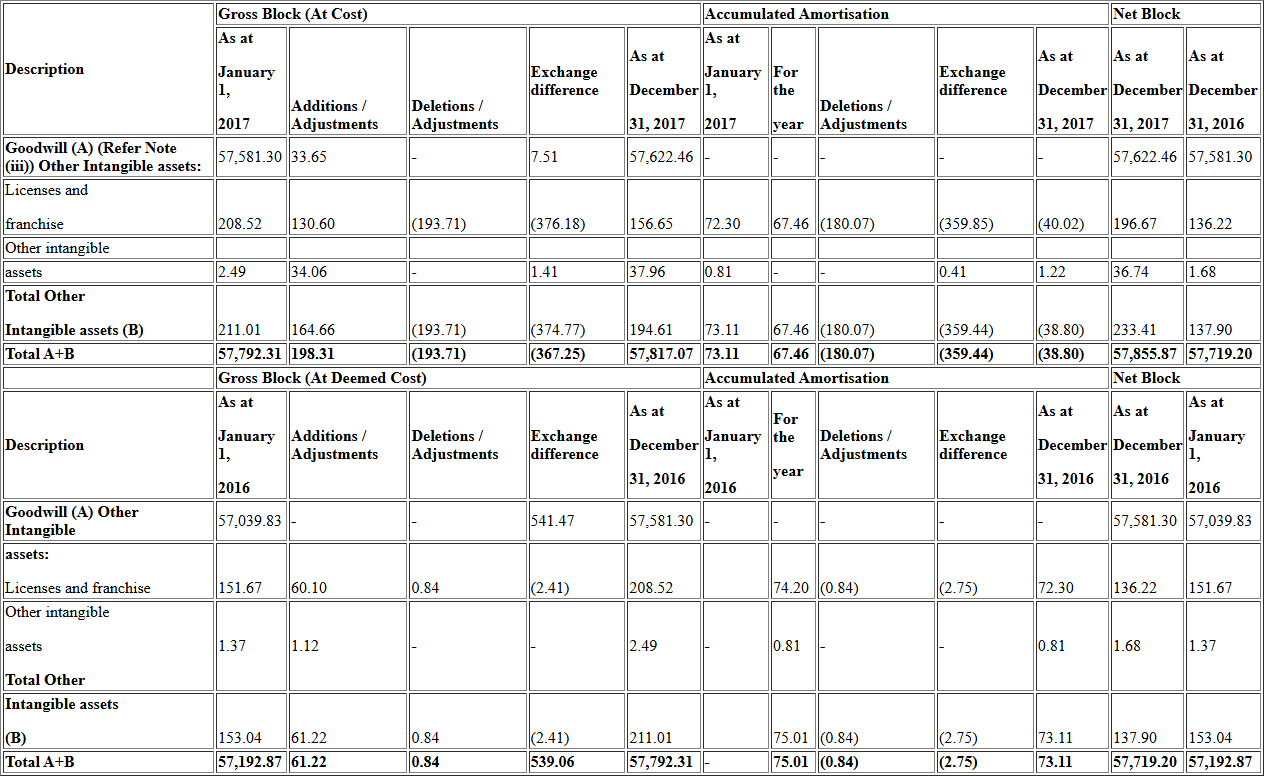 Gross Block (At Cost) Accumulated Amortisation Net Block
Description As at January 1, 2017 Additions / Adjustments Deletions / Adjustments Exchange difference As at December 31, 2017 As at January 1, 2017 For the year Deletions / Adjustments Exchange difference As at December 31, 2017 As at December 31, 2017 As at December 31, 2016
Goodwill (A) (Refer Note (iii)) Other Intangible assets: 57,581.30 33.65 - 7.51 57,622.46 - - - - - 57,622.46 57,581.30
Licenses and franchise 208.52 130.60 (193.71) (376.18) 156.65 72.30 67.46 (180.07) (359.85) (40.02) 196.67 136.22
Other intangible
assets 2.49 34.06 - 1.41 37.96 0.81 - - 0.41 1.22 36.74 1.68
Total Other Intangible assets (B) 211.01 164.66 (193.71) (374.77) 194.61 73.11 67.46 (180.07) (359.44) (38.80) 233.41 137.90
Total A+B 57,792.31 198.31 (193.71) (367.25) 57,817.07 73.11 67.46 (180.07) (359.44) (38.80) 57,855.87 57,719.20
Gross Block (At Deemed Cost) Accumulated Amortisation Net Block
Description As at January 1, 2016 Additions / Adjustments Deletions / Adjustments Exchange difference As at December 31, 2016 As at January 1, 2016 For the year Deletions / Adjustments Exchange difference As at December 31, 2016 As at December 31, 2016 As at January 1, 2016
Goodwill (A) Other Intangible 57,039.83 - - 541.47 57,581.30 - - - - - 57,581.30 57,039.83
assets: Licenses and franchise 151.67 60.10 0.84 (2.41) 208.52 74.20 (0.84) (2.75) 72.30 136.22 151.67
Other intangible assets Total Other 1.37 1.12 - - 2.49 - 0.81 - - 0.81 1.68 1.37
Intangible assets (B) 153.04 61.22 0.84 (2.41) 211.01 75.01 (0.84) (2.75) 73.11 137.90 153.04
Total A+B 57,192.87 61.22 0.84 539.06 57,792.31 - 75.01 (0.84) (2.75) 73.11 57,719.20 57,192.87